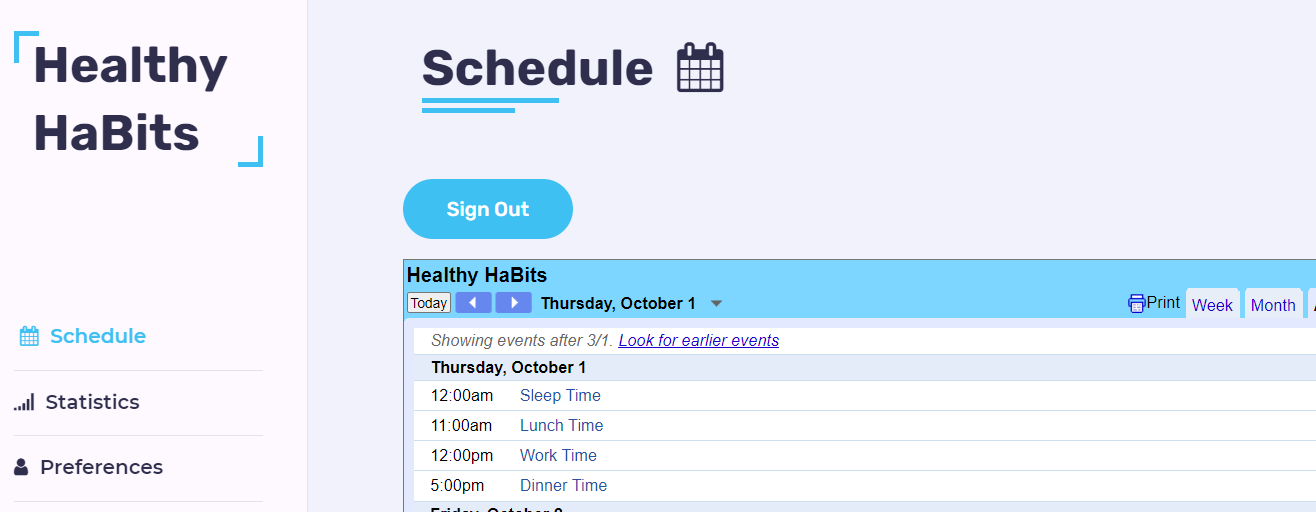 Healthy
HaBits
Schedule
Statistics
Preferences
Schedule
Sign Out
Healthy HaBits
Today Thursday, October 1 Print Week Month
Showing events after 3/1. Look for earlier events
Thursday, October 1
12:00am Sleep Time
11:00am Lunch Time
12:00pm Work Time
5:00pm Dinner Time